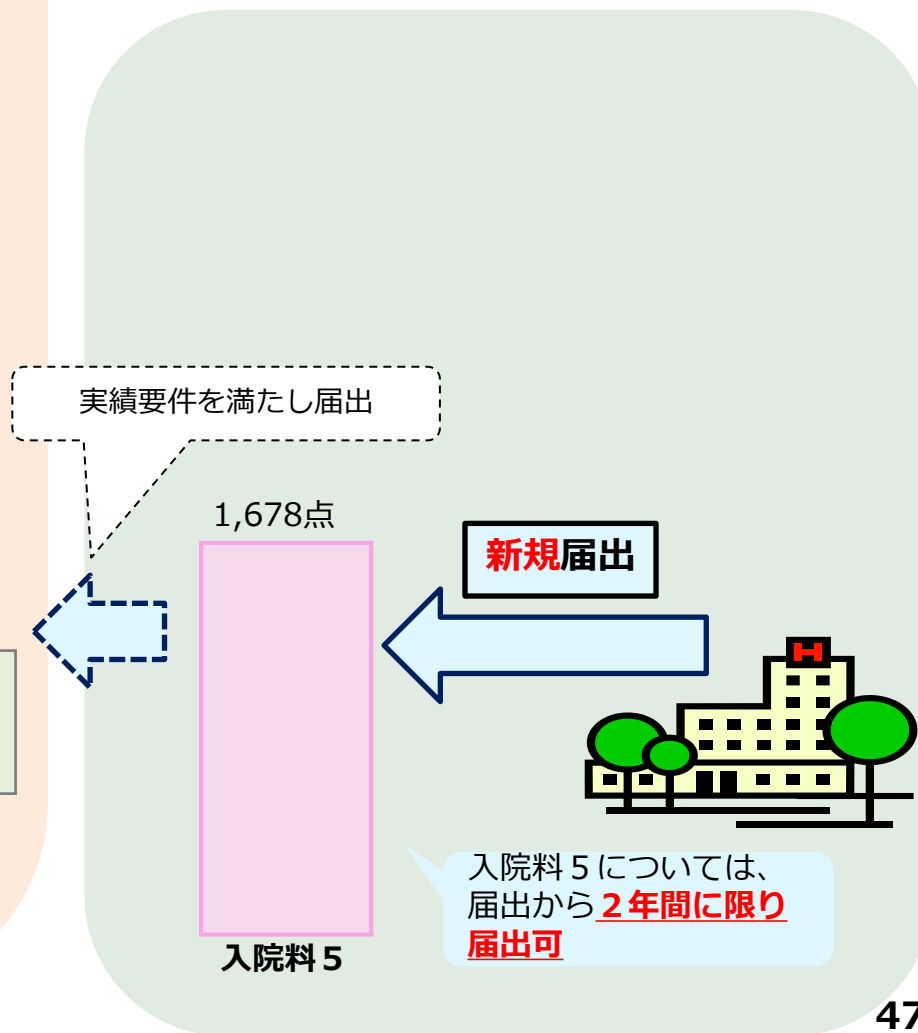 実績要件を満たし届出
1,678点
新規届出
H
入院料５については、
届出から２年間に限り
届出可
入院料５
47